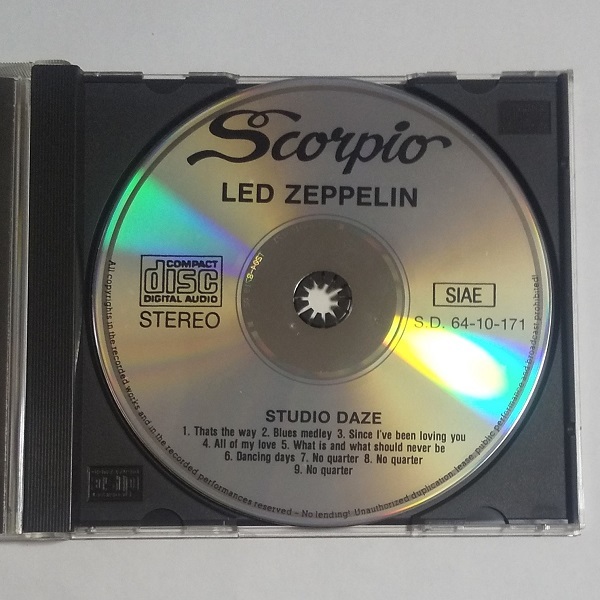 Scorpio
LED ZEPPELIN
COMPACT
disc
DIGITAL AUDIO
STEREO
SIAE
S.D. 64-10-171
STUDIO DAZE
1. Thats the way 2. Blues medley 3. Since I've been loving you
4. All of my love 5. What is and what should never be
6. Dancing days 7. No quarter 8. No quarter
9. No quarter
All copyrights in the recorded works and in the recorded performances reserved – No lending! Unauthorized duplication, lease, public performance and broadcast prohibited!